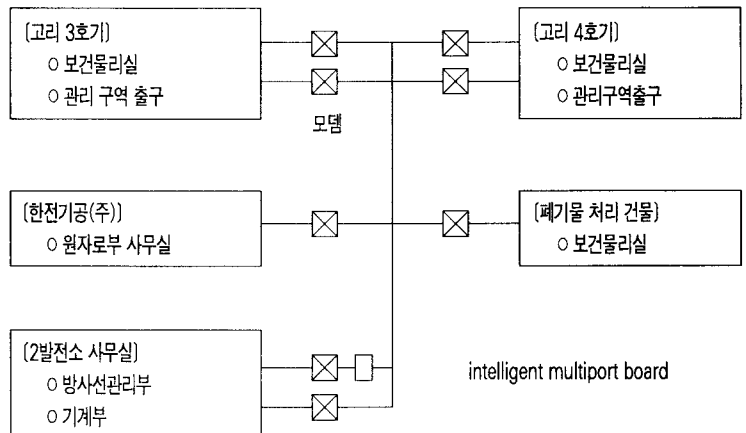 (고리 3호기)
○ 보건물리실
○ 관리 구역 출구
모뎀
(고리 4호기)
○ 보건물리실
○ 관리구역출구
(한전기공(주))
○ 원자로부 사무실
(폐기물 처리 건물)
○ 보건물리실
(2발전소 사무실)
○ 방사선관리부
○ 기계부
intelligent multiport board